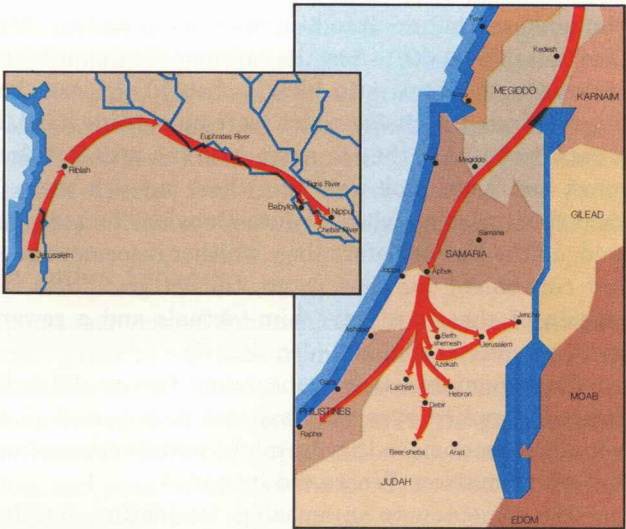 Euphrates River
Riblah
Tigris River
Babylon
Nippur
Chebar River
Jerusalem
Tyre
Kedesh
MEGIDDO
KARNAIM
Acco
Dor
Megiddo
GILEAD
Samaria
SAMARIA
Joppa
Aphek
Jericho
Ashdod
Beth-
shemesh
Jerusalem
Azekah
Gaza
Lachish
Hebron
MOAB
PHILISTINES
Debir
Raphia
Beer-sheba
Arad
JUDAH
EDOM